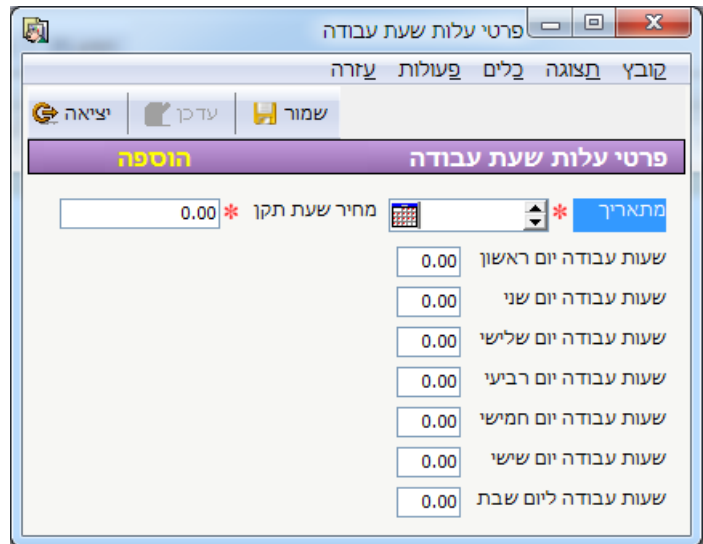 פרטי עלות שעת עבודה
קובץ תצוגה כלים פעולות עזרה
שמור עדכן יציאה
פרטי עלות שעת עבודה הוספה
מתאריך * מחיר שעת תקן * 0.00
שעות עבודה יום ראשון 0.00
שעות עבודה יום שני 0.00
שעות עבודה יום שלישי 0.00
שעות עבודה יום רביעי 0.00
שעות עבודה יום חמישי 0.00
שעות עבודה יום שישי 0.00
שעות עבודה ליום שבת 0.00